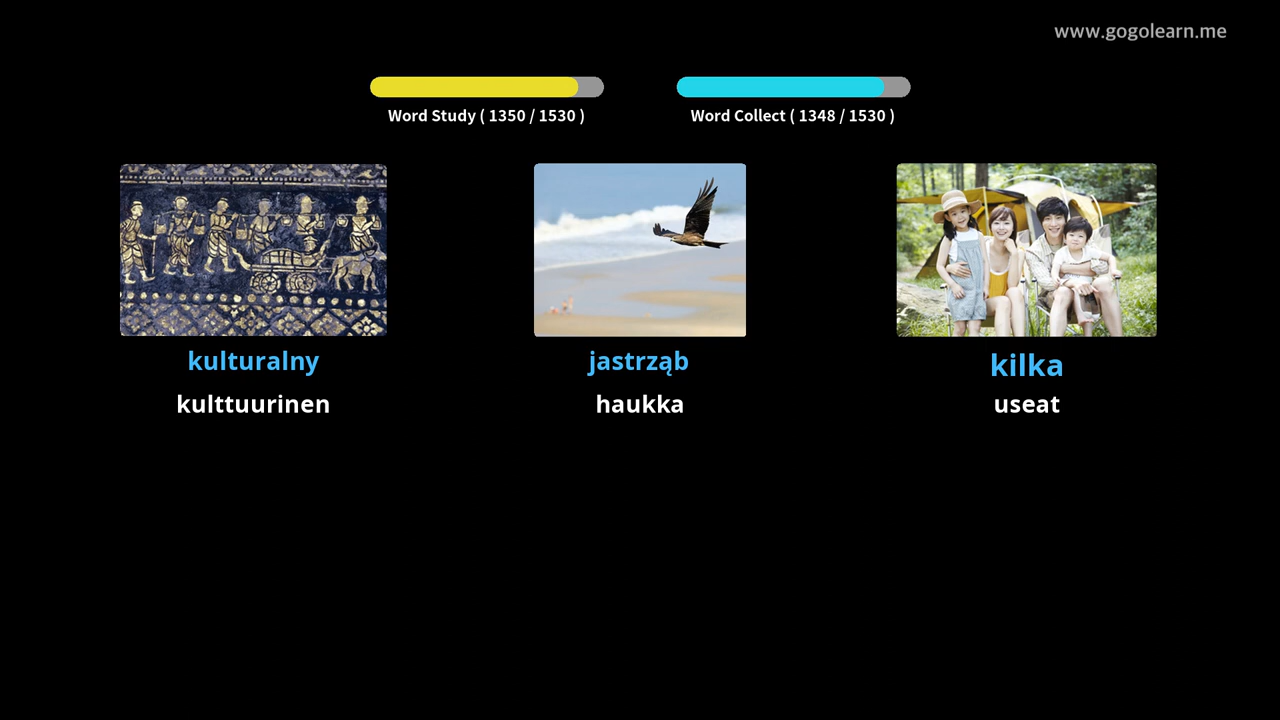 www.gogolearn.me
Word Study ( 1350 / 1530 )
Word Collect ( 1348 / 1530 )
kulturalny
kulttuurinen
jastrząb
haukka
kilka
useat